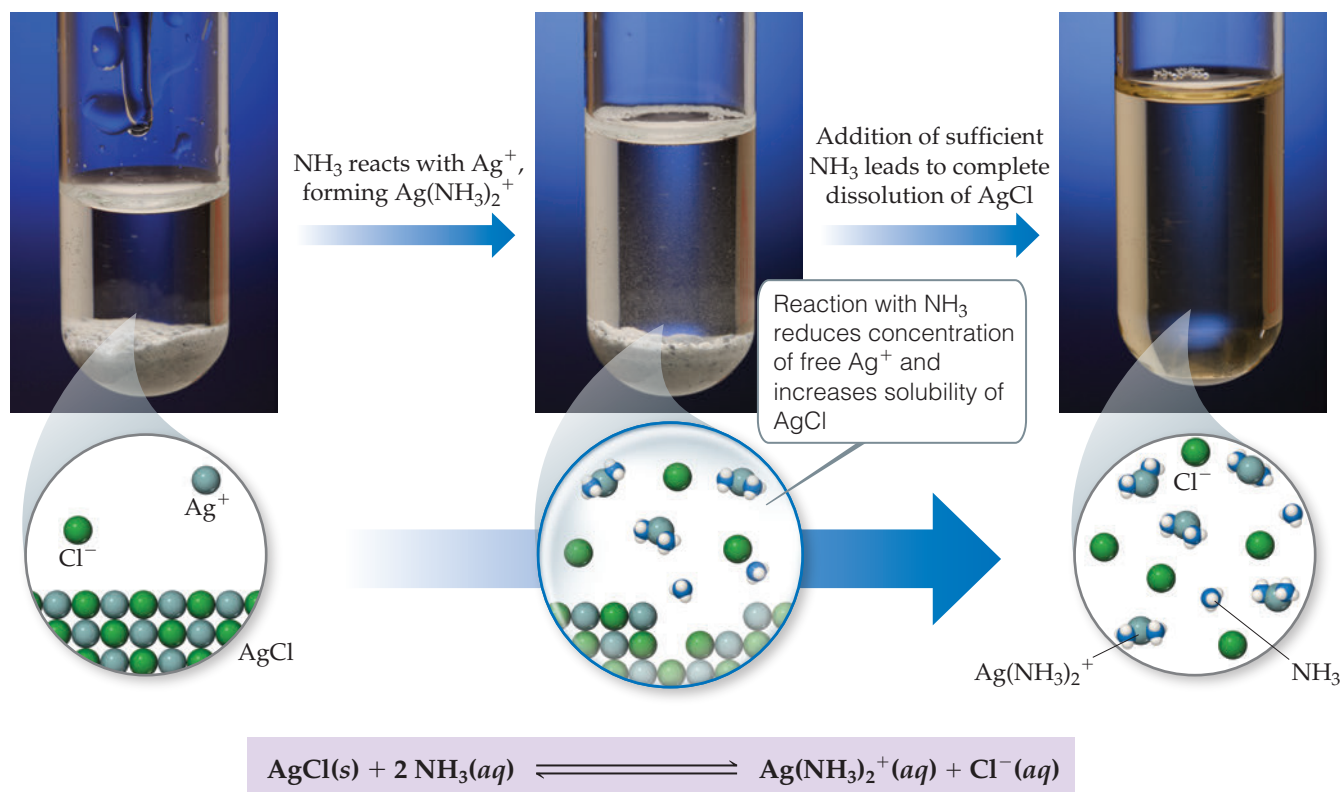 NH₃ reacts with Ag⁺,
forming Ag(NH₃)₂⁺
Addition of sufficient
NH₃ leads to complete
dissolution of AgCl
Reaction with NH₃
reduces concentration
of free Ag⁺ and
increases solubility of
AgCl
Ag⁺
Cl⁻
AgCl
Cl⁻
Ag(NH₃)₂⁺
NH₃
AgCl(s) + 2 NH₃(aq) ⇌ Ag(NH₃)₂⁺(aq) + Cl⁻(aq)